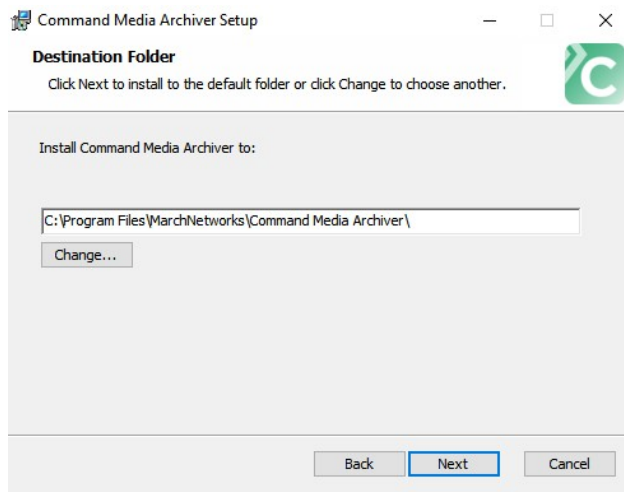 Command Media Archiver Setup
Destination Folder
Click Next to install to the default folder or click Change to choose another.
Install Command Media Archiver to:
C:\Program Files\MarchNetworks\Command Media Archiver\
Change...
Back Next Cancel